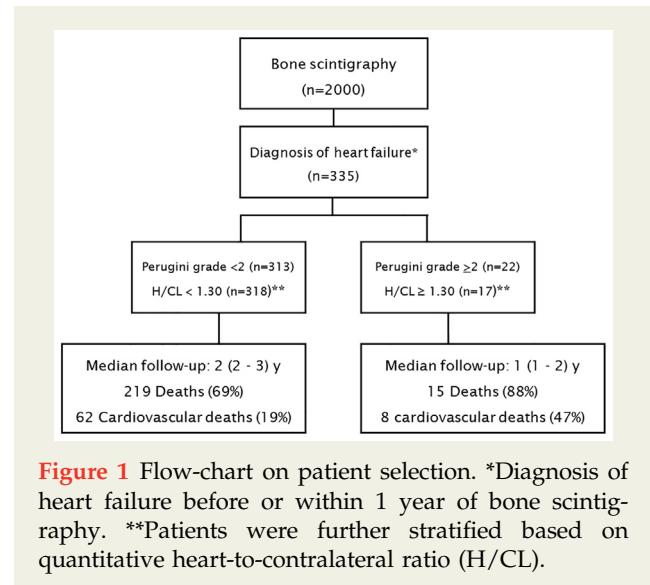 Bone scintigraphy
(n=2000)
Diagnosis of heart failure*
(n=335)
Perugini grade <2 (n=313)
H/CL < 1.30 (n=318)**
Perugini grade ≥2 (n=22)
H/CL ≥ 1.30 (n=17)**
Median follow-up: 2 (2 - 3) y
219 Deaths (69%)
62 Cardiovascular deaths (19%)
Median follow-up: 1 (1 - 2) y
15 Deaths (88%)
8 cardiovascular deaths (47%)
Figure 1 Flow-chart on patient selection. *Diagnosis of
heart failure before or within 1 year of bone scintig-
raphy. **Patients were further stratified based on
quantitative heart-to-contralateral ratio (H/CL).